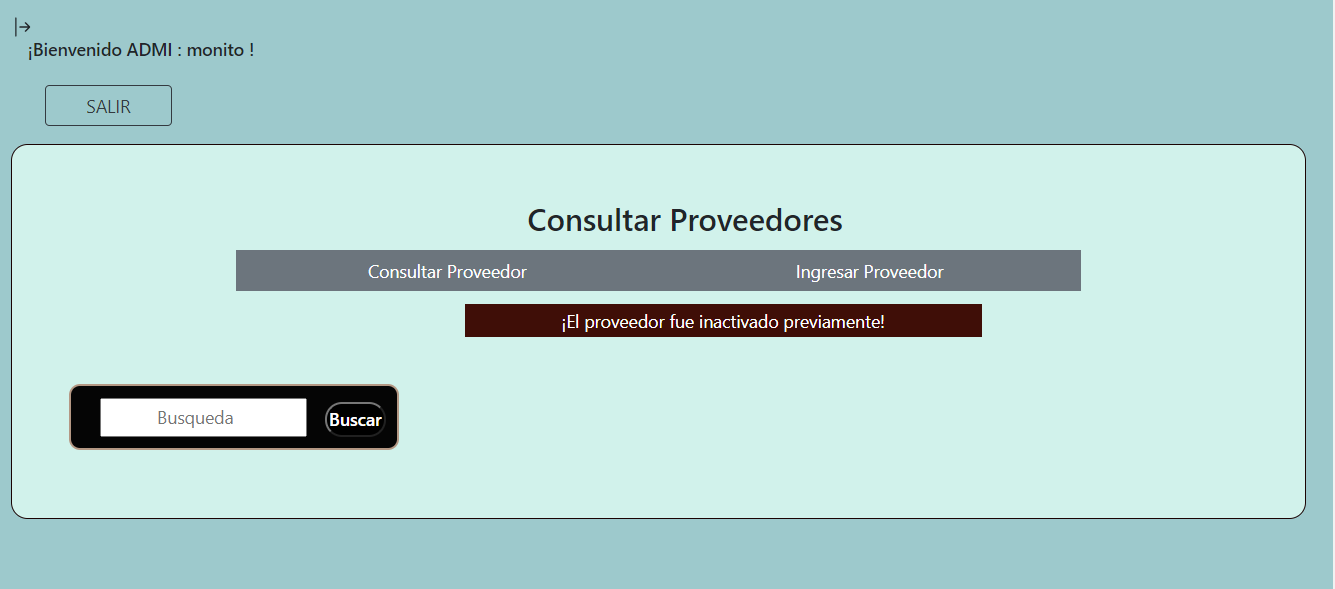 ¡Bienvenido ADMI : monito !
SALIR
Consultar Proveedores
Consultar Proveedor Ingresar Proveedor
¡El proveedor fue inactivado previamente!
Busqueda Buscar